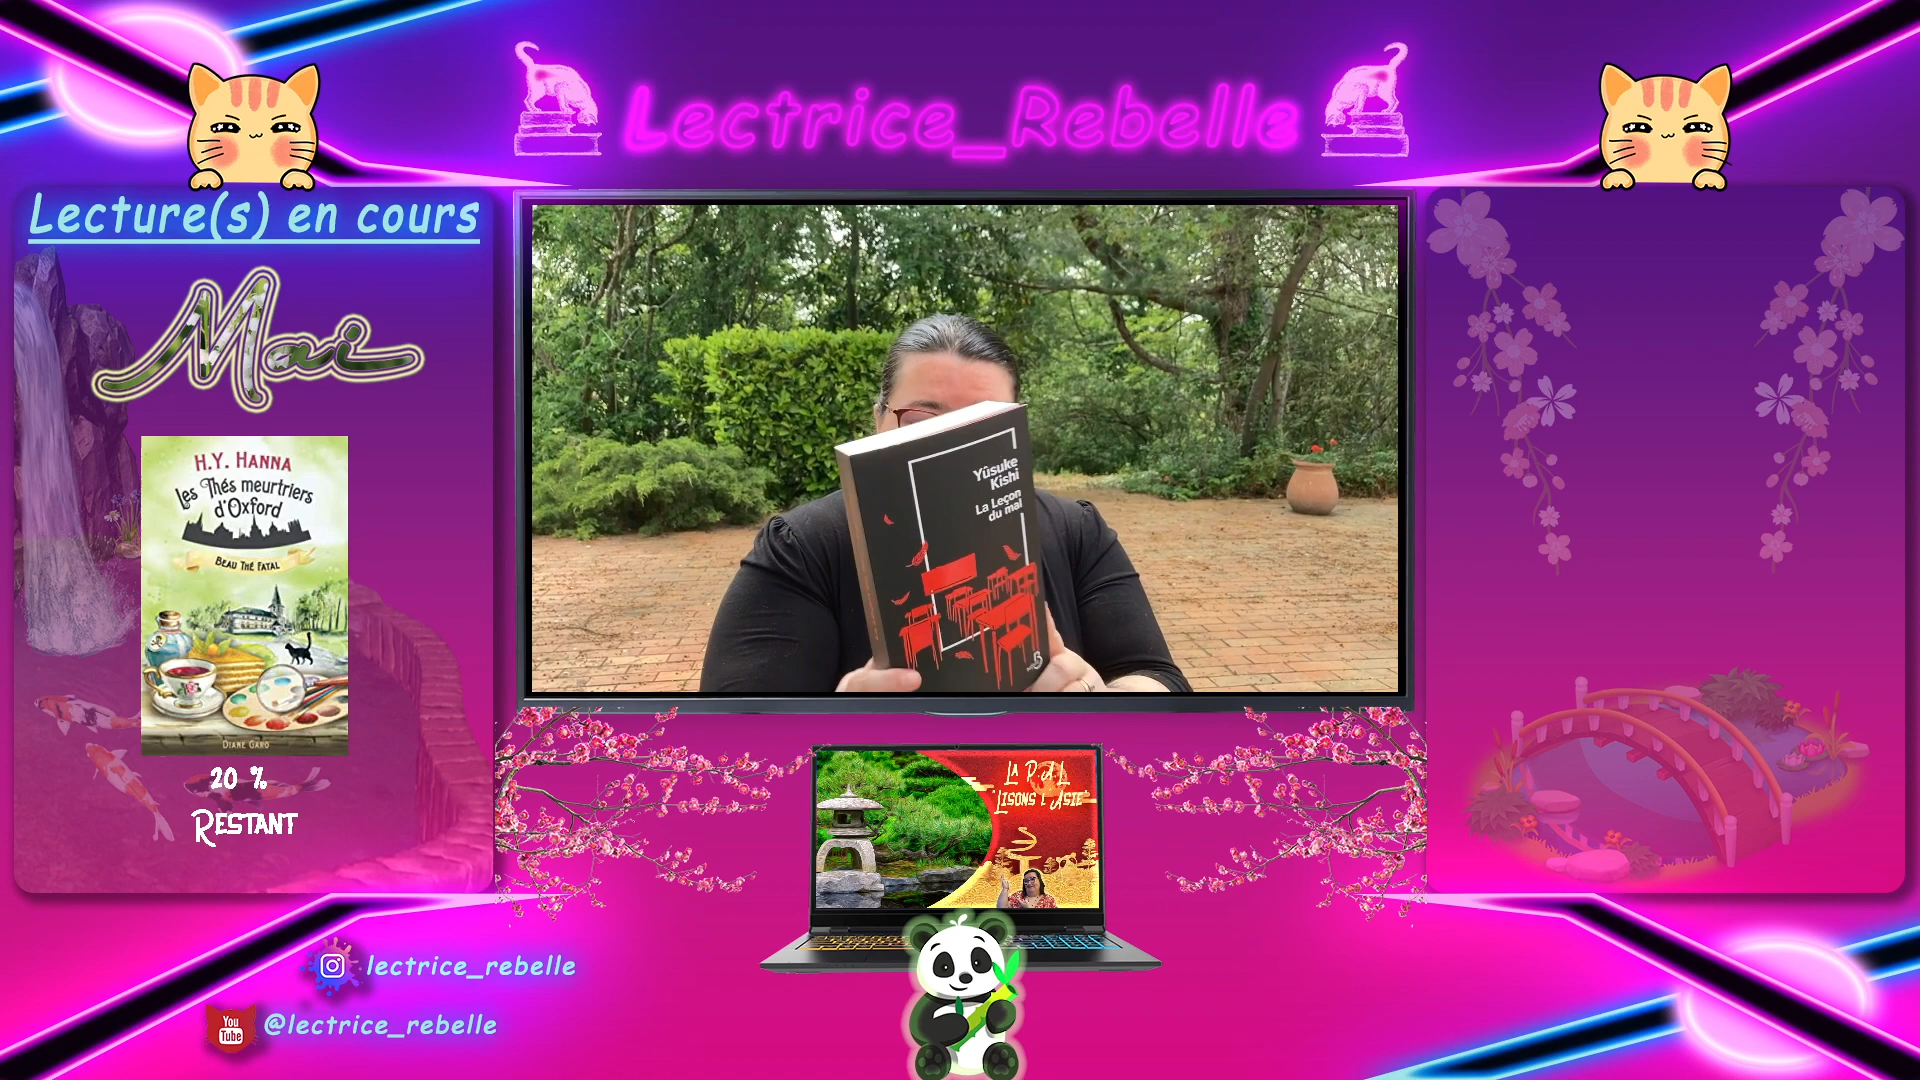 Lectrice_Rebelle
Lecture(s) en cours
Mai
H.Y. Hanna
Les Thés meurtriers
d'Oxford
Beau Thé Fatal
Diane Garo
20 %
Restant
Yûsuke
Kishi
La Leçon
du mal
La P.A.L
"Lisons l'Asie"
lectrice_rebelle
You
Tube
@lectrice_rebelle